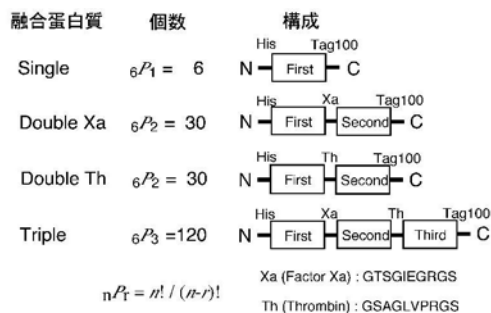 融合蛋白質 個数 構成
His Tag100
Single ₆P₁ = 6 N First C
His Xa Tag100
Double Xa ₆P₂ = 30 N First Second C
His Th Tag100
Double Th ₆P₂ = 30 N First Second C
His Xa Th Tag100
Triple ₆P₃ =120 N First Second Third C
Xa (Factor Xa) : GTSGIEGRGS
ₙPᵣ = n! / (n-r)!
Th (Thrombin) : GSAGLVPRGS